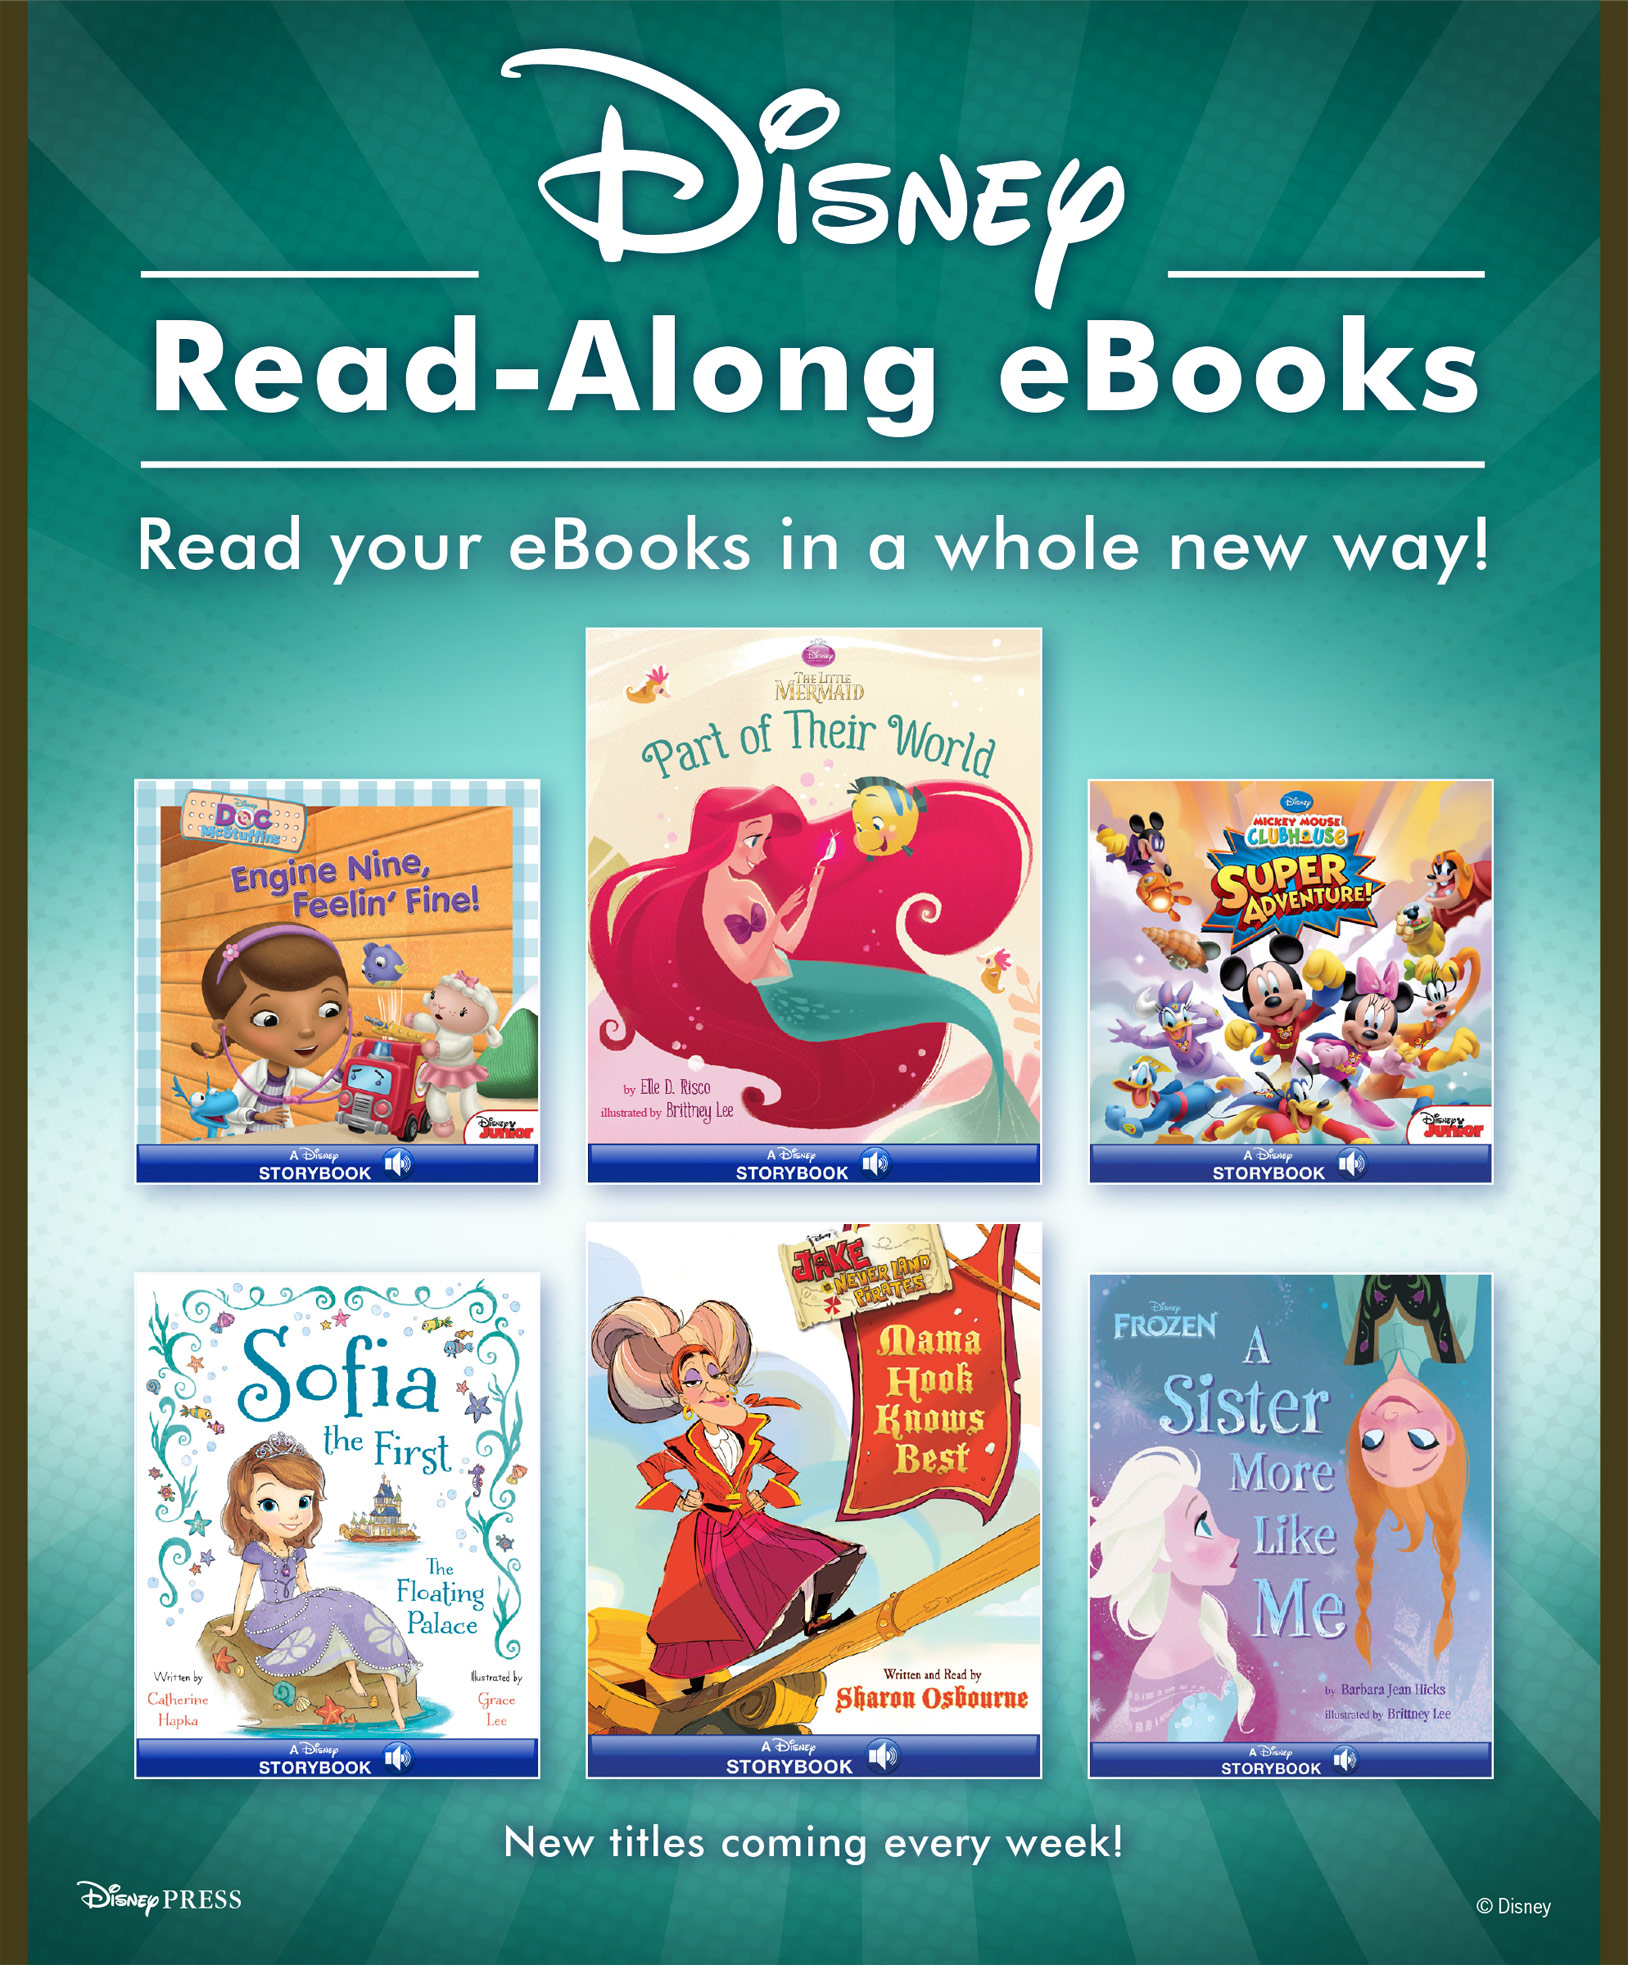 Disney
Read-Along eBooks
Read your eBooks in a whole new way!
Disney
THE LITTLE
MERMAID
Part of Their World
by Elle D. Risco
illustrated by Brittney Lee
A Disney
STORYBOOK
Disney
DOC
McStuffins
Engine Nine,
Feelin' Fine!
Disney
Junior
A Disney
STORYBOOK
Disney
MICKEY MOUSE
CLUBHOUSE
SUPER
ADVENTURE!
Disney
Junior
A Disney
STORYBOOK
Sofia
the First
The
Floating
Palace
Written by
Catherine
Hapka
Illustrated by
Grace
Lee
A Disney
STORYBOOK
Disney
JAKE
AND THE
NEVER LAND
PIRATES
Mama
Hook
Knows
Best
Written and Read by
Sharon Osbourne
A Disney
STORYBOOK
Disney
FROZEN
A
Sister
More
Like
Me
by Barbara Jean Hicks
illustrated by Brittney Lee
A Disney
STORYBOOK
New titles coming every week!
Disney PRESS
© Disney